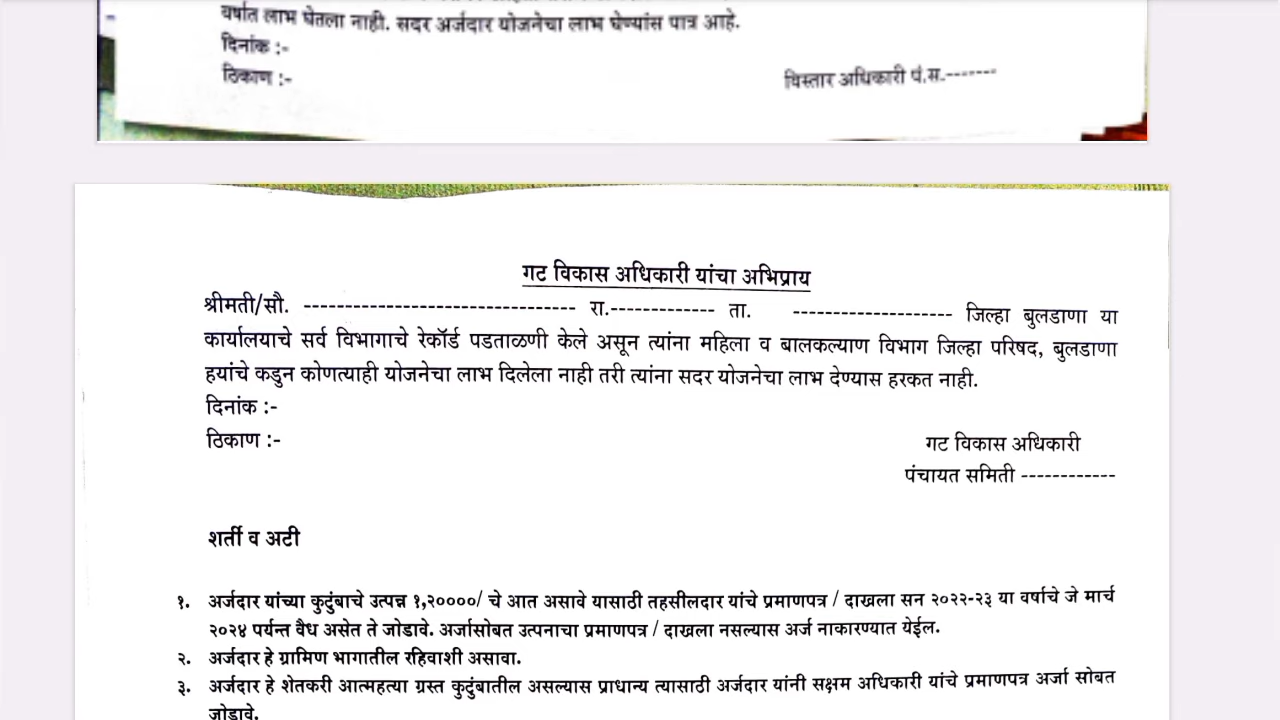 वर्षात लाभ घेतला नाही. सदर अर्जदार योजनेचा लाभ घेण्यांस पात्र आहे.
दिनांक :-
ठिकाण :-
विस्तार अधिकारी पं.स.-------
गट विकास अधिकारी यांचा अभिप्राय
श्रीमती/सौ. --------------------------------- रा.------------- ता. -------------------- जिल्हा बुलडाणा या
कार्यालयाचे सर्व विभागाचे रेकॉर्ड पडताळणी केले असून त्यांना महिला व बालकल्याण विभाग जिल्हा परिषद, बुलडाणा
हयांचे कडुन कोणत्याही योजनेचा लाभ दिलेला नाही तरी त्यांना सदर योजनेचा लाभ देण्यास हरकत नाही.
दिनांक :-
ठिकाण :-
गट विकास अधिकारी
पंचायत समिती ------------
शर्ती व अटी
१. अर्जदार यांच्या कुटुंबाचे उत्पन्न १,२००००/ चे आत असावे यासाठी तहसीलदार यांचे प्रमाणपत्र / दाखला सन २०२२-२३ या वर्षाचे जे मार्च
२०२४ पर्यन्त वैध असेत ते जोडावे. अर्जासोबत उत्पनाचा प्रमाणपत्र / दाखला नसल्यास अर्ज नाकारण्यात येईल.
२. अर्जदार हे ग्रामिण भागातील रहिवाशी असावा.
३. अर्जदार हे शेतकरी आत्महत्या ग्रस्त कुटुंबातील असल्यास प्राधान्य त्यासाठी अर्जदार यांनी सक्षम अधिकारी यांचे प्रमाणपत्र अर्जा सोबत
जोडावे.